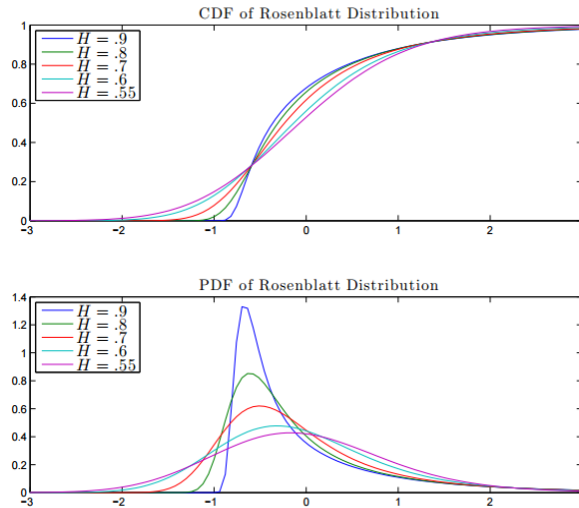 CDF of Rosenblatt Distribution
1
0.8
0.6
0.4
0.2
0
H = .9
H = .8
H = .7
H = .6
H = .55
−3
−2
−1
0
1
2
PDF of Rosenblatt Distribution
1.4
1.2
1
0.8
0.6
0.4
0.2
0
H = .9
H = .8
H = .7
H = .6
H = .55
−3
−2
−1
0
1
2